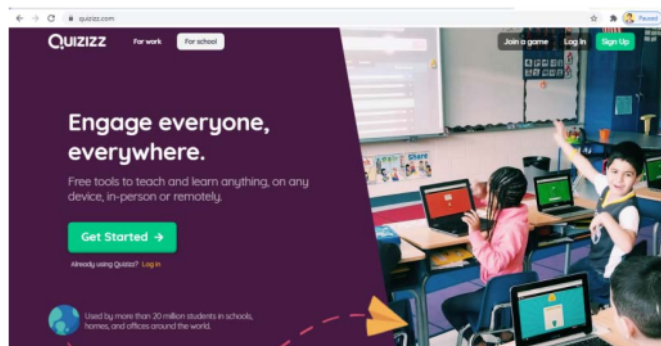 quizizz.com
Paused
QUIZIZZ
For work
For school
Join a game
Log In
Sign Up
Engage everyone,
everywhere.
Free tools to teach and learn anything, on any
device, in-person or remotely.
Get Started →
Already using Quizizz? Log in
Used by more than 20 million students in schools,
homes, and offices around the world.
Share